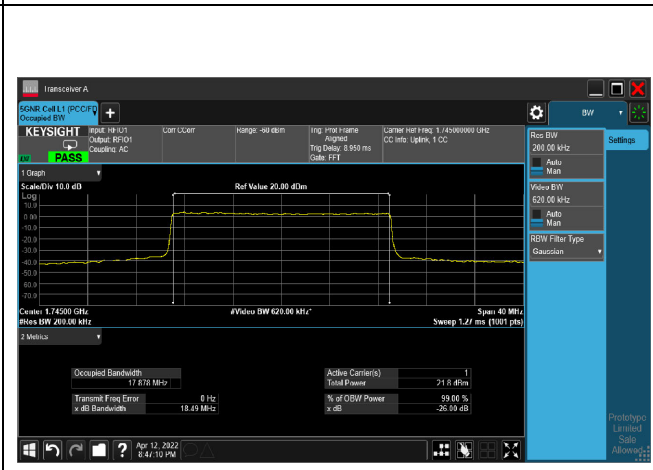 Transceiver A
5GNR Cell L1 (PCC/FD
Occupied BW
+
BW
KEYSIGHT
PASS
Input: RFIO1
Output: RFIO1
Coupling: AC
Corr CCorr
Range: -60 dBm
Trig: Prot Frame
Aligned
Trig Delay: 8.950 ms
Gate: FFT
Carrier Ref Freq: 1.745000000 GHz
CC Info: Uplink, 1 CC
Res BW
200.00 kHz
Auto
Man
Video BW
620.00 kHz
Auto
Man
RBW Filter Type
Gaussian
Settings
1 Graph
Scale/Div 10.0 dB
Ref Value 20.00 dBm
Log
10.0
0.00
-10.0
-20.0
-30.0
-40.0
-50.0
-60.0
-70.0
Center 1.74500 GHz
#Video BW 620.00 kHz*
Span 40 MHz
#Res BW 200.00 kHz
Sweep 1.27 ms (1001 pts)
2 Metrics
Occupied Bandwidth
17.878 MHz
Transmit Freq Error 0 Hz
x dB Bandwidth 18.49 MHz
Active Carrier(s) 1
Total Power 21.8 dBm
% of OBW Power 99.00 %
x dB -26.00 dB
?
Apr 12, 2022
8:47:10 PM
Prototype
Limited
Sale
Allowed